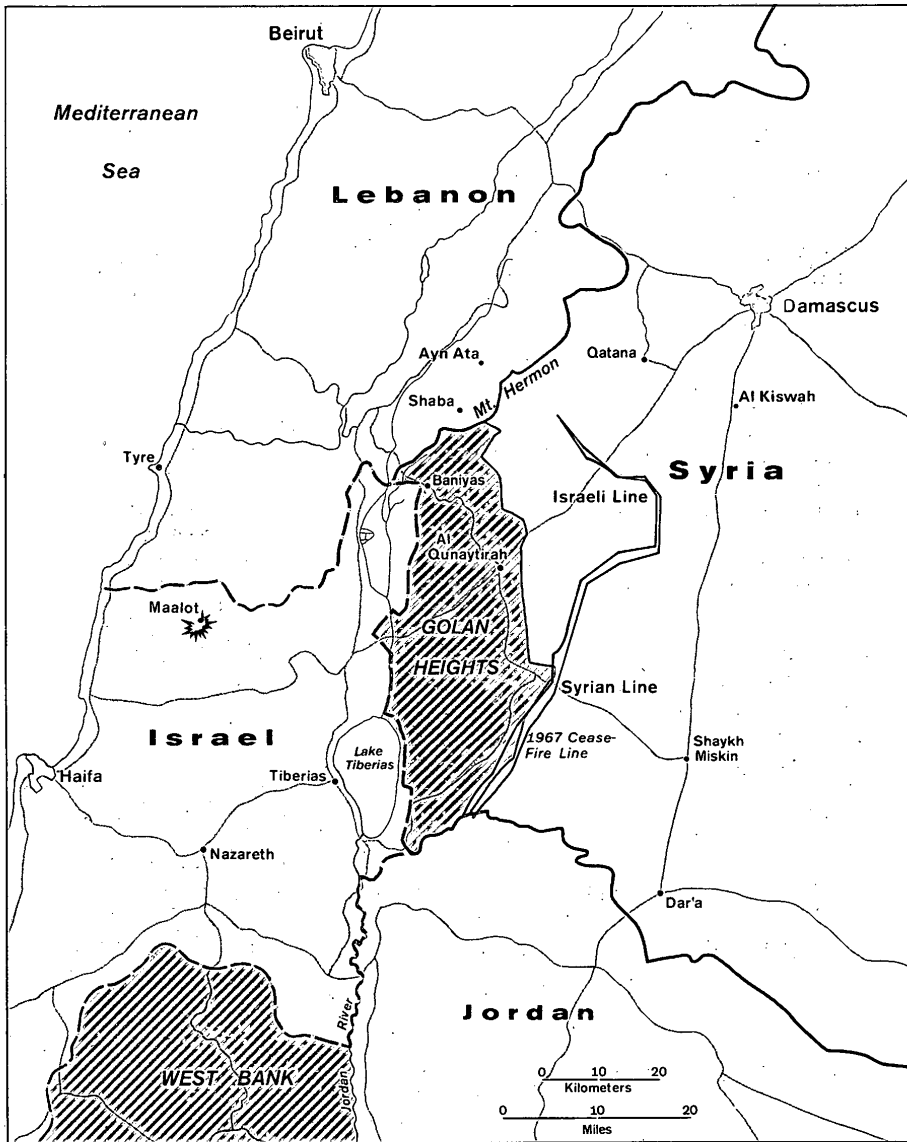 Beirut
Mediterranean
Sea
Lebanon
Damascus
Ayn Ata
Qatana
Mt. Hermon
Shaba
Al Kiswah
Tyre
Syria
Baniyas
Israeli Line
Al
Qunaytirah
Maalot
GOLAN
HEIGHTS
Syrian Line
Israel
1967 Cease-
Fire Line
Lake
Tiberias
Shaykh
Miskin
Haifa
Tiberias
Nazareth
Dar'a
Jordan River
Jordan
WEST BANK
0 10 20
Kilometers
0 10 20
Miles